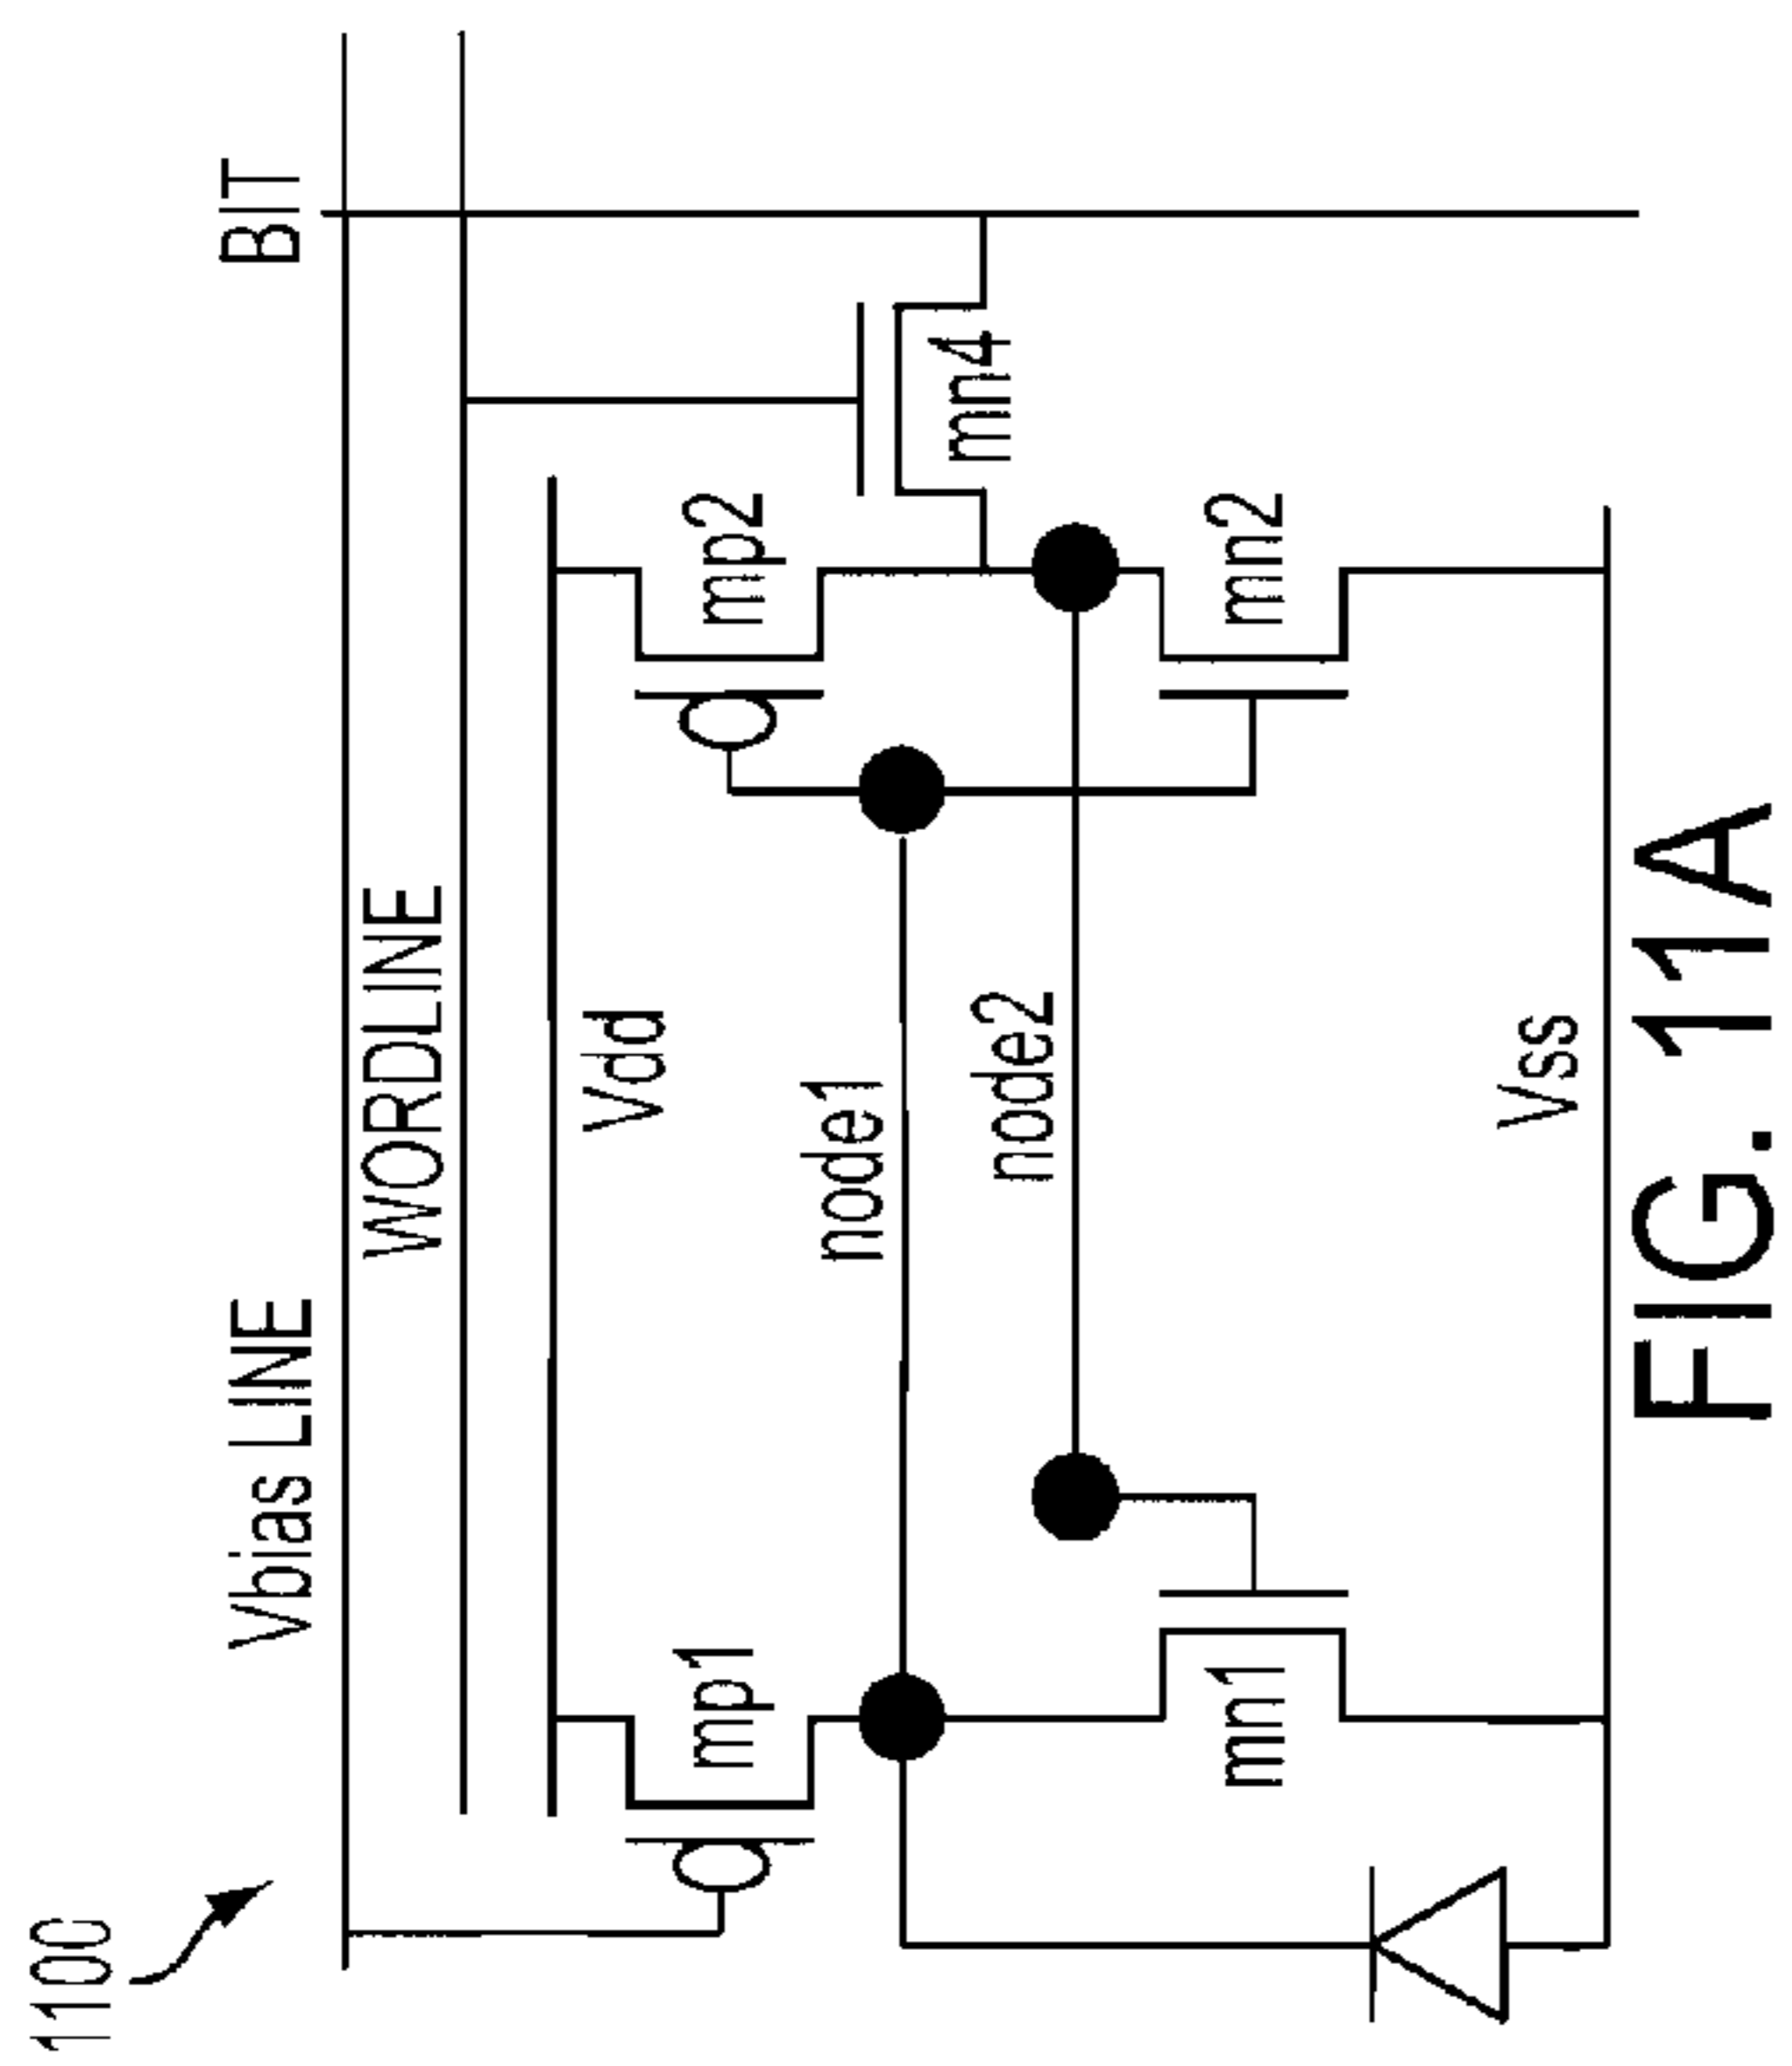 1100
Vbias LINE
BIT
WORDLINE
Vdd
mp1
mp2
node1
mn4
node2
mn1
mn2
Vss
FIG. 11A